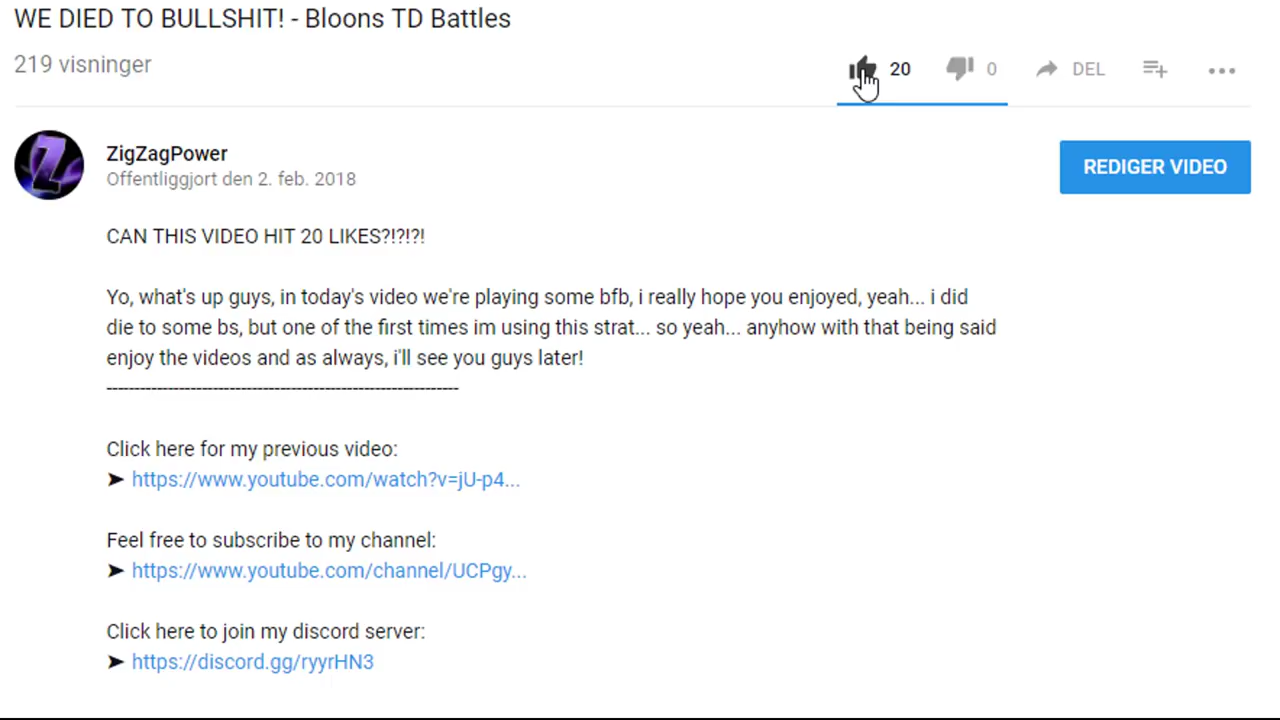 WE DIED TO BULLSHIT! - Bloons TD Battles
219 visninger
20
0
DEL
ZigZagPower
Offentliggjort den 2. feb. 2018
REDIGER VIDEO
CAN THIS VIDEO HIT 20 LIKES?!?!?!
Yo, what's up guys, in today's video we're playing some bfb, i really hope you enjoyed, yeah... i did
die to some bs, but one of the first times im using this strat... so yeah... anyhow with that being said
enjoy the videos and as always, i'll see you guys later!
----------------------------------------------------------------
Click here for my previous video:
➤ https://www.youtube.com/watch?v=jU-p4...
Feel free to subscribe to my channel:
➤ https://www.youtube.com/channel/UCPgy...
Click here to join my discord server:
➤ https://discord.gg/ryyrHN3